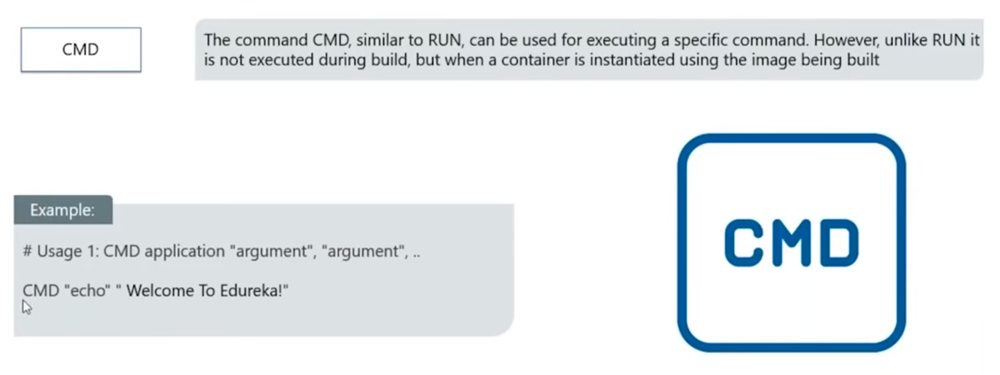 CMD
The command CMD, similar to RUN, can be used for executing a specific command. However, unlike RUN it
is not executed during build, but when a container is instantiated using the image being built
CMD
Example:
# Usage 1: CMD application "argument", "argument", ..
CMD "echo" " Welcome To Edureka!"